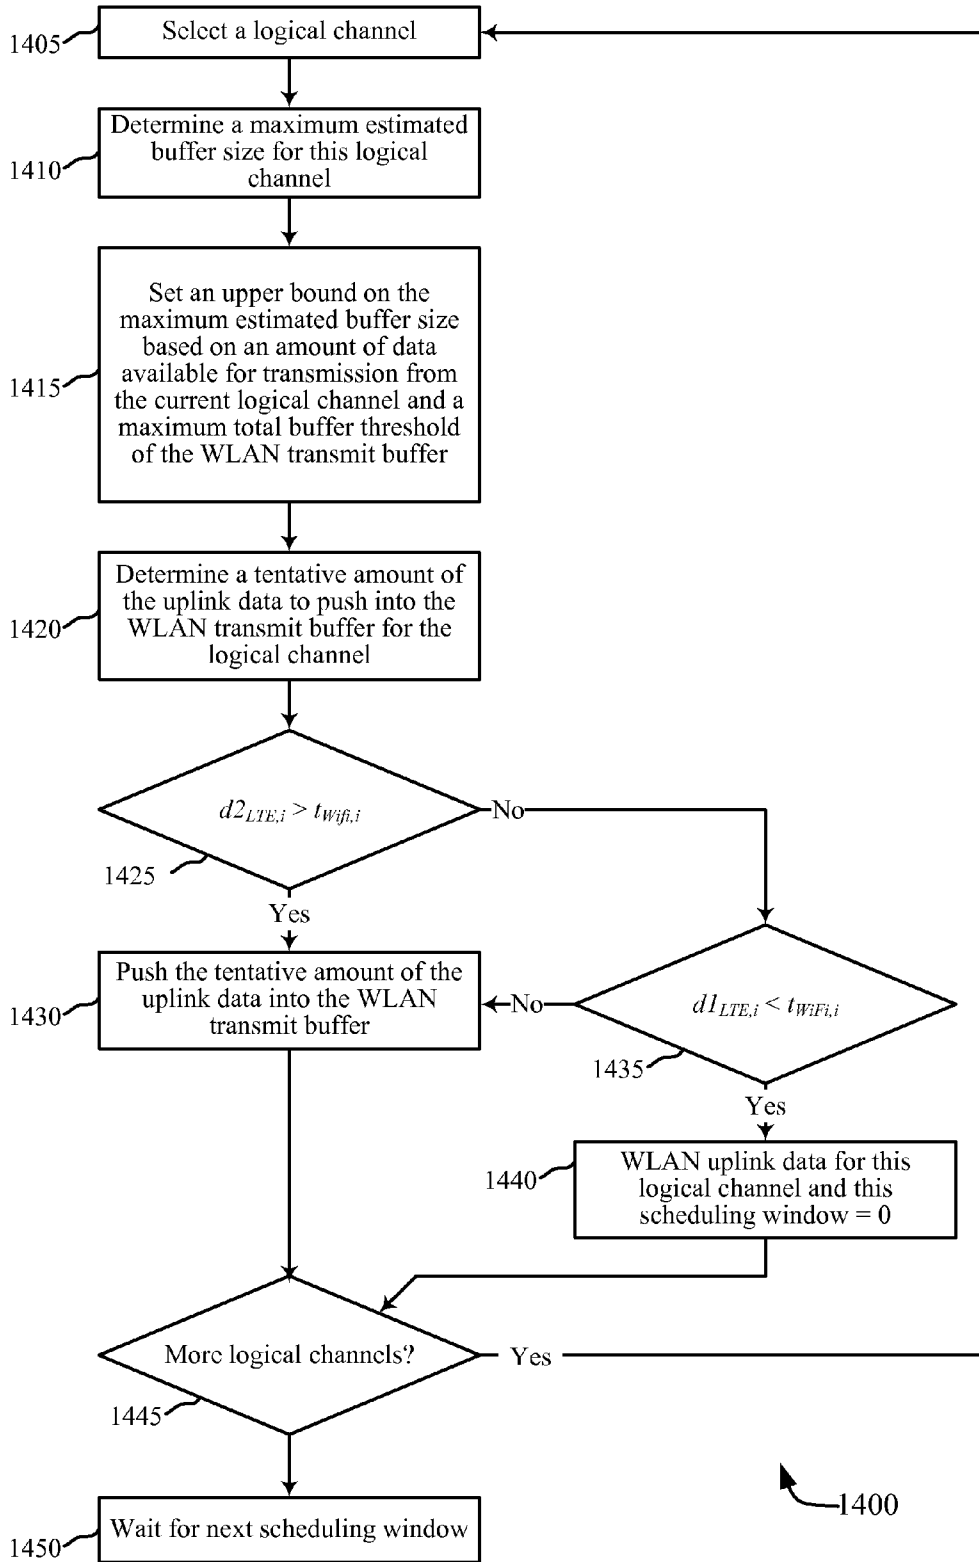 1405
Select a logical channel
1410
Determine a maximum estimated
buffer size for this logical
channel
1415
Set an upper bound on the
maximum estimated buffer size
based on an amount of data
available for transmission from
the current logical channel and a
maximum total buffer threshold
of the WLAN transmit buffer
1420
Determine a tentative amount of
the uplink data to push into the
WLAN transmit buffer for the
logical channel
d2LTE,i > tWifi,i
No
1425
Yes
1430
Push the tentative amount of the
uplink data into the WLAN
transmit buffer
No
d1LTE,i < tWiFi,i
1435
Yes
1440
WLAN uplink data for this
logical channel and this
scheduling window = 0
More logical channels?
Yes
1445
1400
1450
Wait for next scheduling window